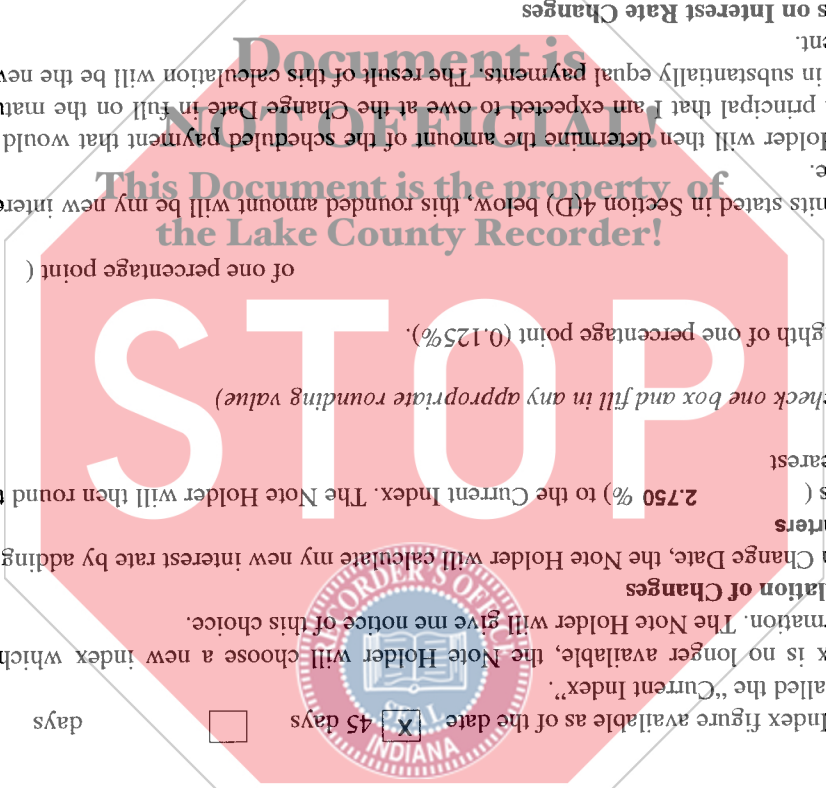 Index figure available as of the date X 45 days days
alled the “Current Index”.
x is no longer available, the Note Holder will choose a new index which
rmation. The Note Holder will give me notice of this choice.
lation of Changes
Change Date, the Note Holder will calculate my new interest rate by adding
rters
s ( 2.750 %) to the Current Index. The Note Holder will then round
earest
check one box and fill in any appropriate rounding value)
ghth of one percentage point (0.125%).
of one percentage point (
mits stated in Section 4(D) below, this rounded amount will be my new intere
e.
Holder will then determine the amount of the scheduled payment that would
principal that I am expected to owe at the Change Date in full on the matu
in substantially equal payments. The result of this calculation will be the new
ent.
s on Interest Rate Changes
Document is
NOT OFFICIAL!
This Document is the property of
the Lake County Recorder!
STOP
RECORDER'S OFFICE
SEAL
INDIANA